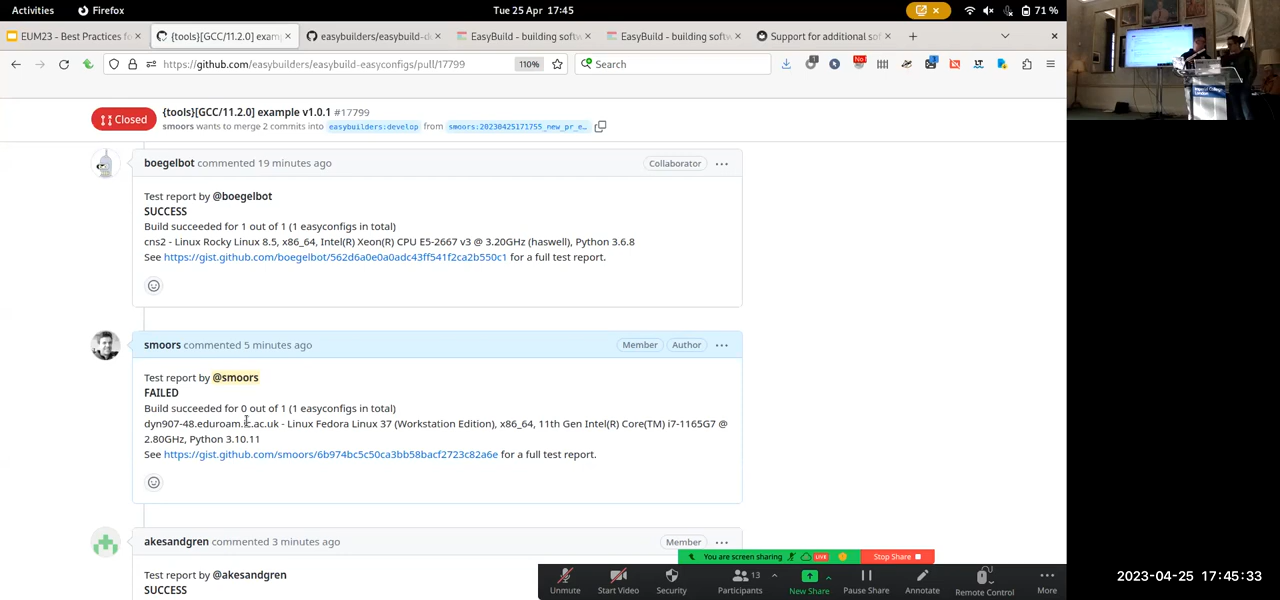 Activities
Firefox
Tue 25 Apr 17:45
71 %
EUM23 - Best Practices for
{tools}[GCC/11.2.0] examp
easybuilders/easybuild-d
EasyBuild - building softw
EasyBuild - building softw
Support for additional sof
https://github.com/easybuilders/easybuild-easyconfigs/pull/17799
110%
Search
Closed
{tools}[GCC/11.2.0] example v1.0.1 #17799
smoors wants to merge 2 commits into easybuilders:develop from smoors:20230425171755_new_pr_e…
boegelbot commented 19 minutes ago
Collaborator
Test report by @boegelbot
SUCCESS
Build succeeded for 1 out of 1 (1 easyconfigs in total)
cns2 - Linux Rocky Linux 8.5, x86_64, Intel(R) Xeon(R) CPU E5-2667 v3 @ 3.20GHz (haswell), Python 3.6.8
See https://gist.github.com/boegelbot/562d6a0e0a0adc43ff541f2ca2b550c1 for a full test report.
smoors commented 5 minutes ago
Member
Author
Test report by @smoors
FAILED
Build succeeded for 0 out of 1 (1 easyconfigs in total)
dyn907-48.eduroam.ic.ac.uk - Linux Fedora Linux 37 (Workstation Edition), x86_64, 11th Gen Intel(R) Core(TM) i7-1165G7 @
2.80GHz, Python 3.10.11
See https://gist.github.com/smoors/6b974bc5c50ca3bb58bacf2723c82a6e for a full test report.
akesandgren commented 3 minutes ago
Member
Test report by @akesandgren
SUCCESS
You are screen sharing
LIVE
Stop Share
Unmute
Start Video
Security
Participants
13
New Share
Pause Share
Annotate
Remote Control
More
Imperial College
London
2023-04-25 17:45:33